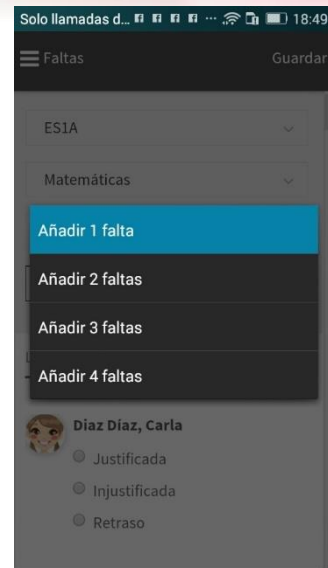 Solo llamadas d... 18:49
Faltas Guardar
ES1A
Matemáticas
Añadir 1 falta
Añadir 2 faltas
Añadir 3 faltas
Añadir 4 faltas
Diaz Díaz, Carla
Justificada
Injustificada
Retraso